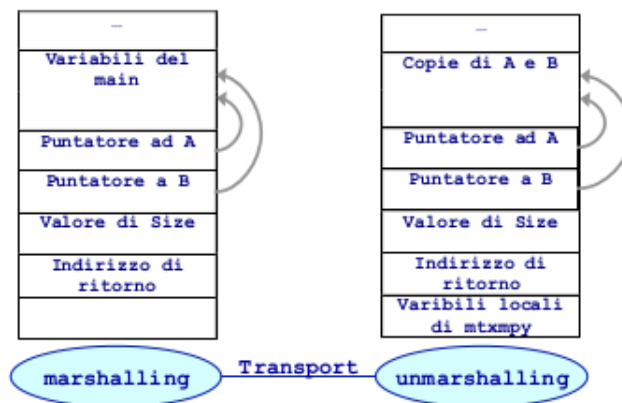 …
Variabili del
main
Puntatore ad A
Puntatore a B
Valore di Size
Indirizzo di
ritorno
…
Copie di A e B
Puntatore ad A
Puntatore a B
Valore di Size
Indirizzo di
ritorno
Varibili locali
di mtxmpy
marshalling
Transport
unmarshalling